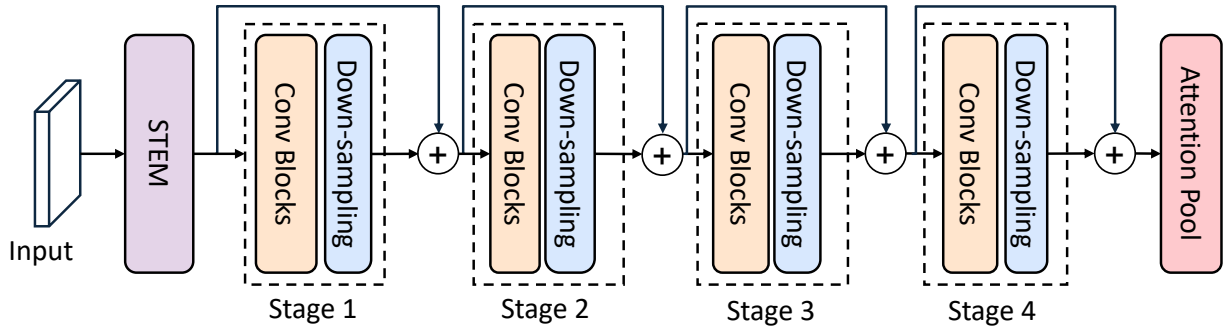 Input
STEM
Conv Blocks
Down-sampling
Stage 1
+
Conv Blocks
Down-sampling
Stage 2
+
Conv Blocks
Down-sampling
Stage 3
+
Conv Blocks
Down-sampling
Stage 4
+
Attention Pool